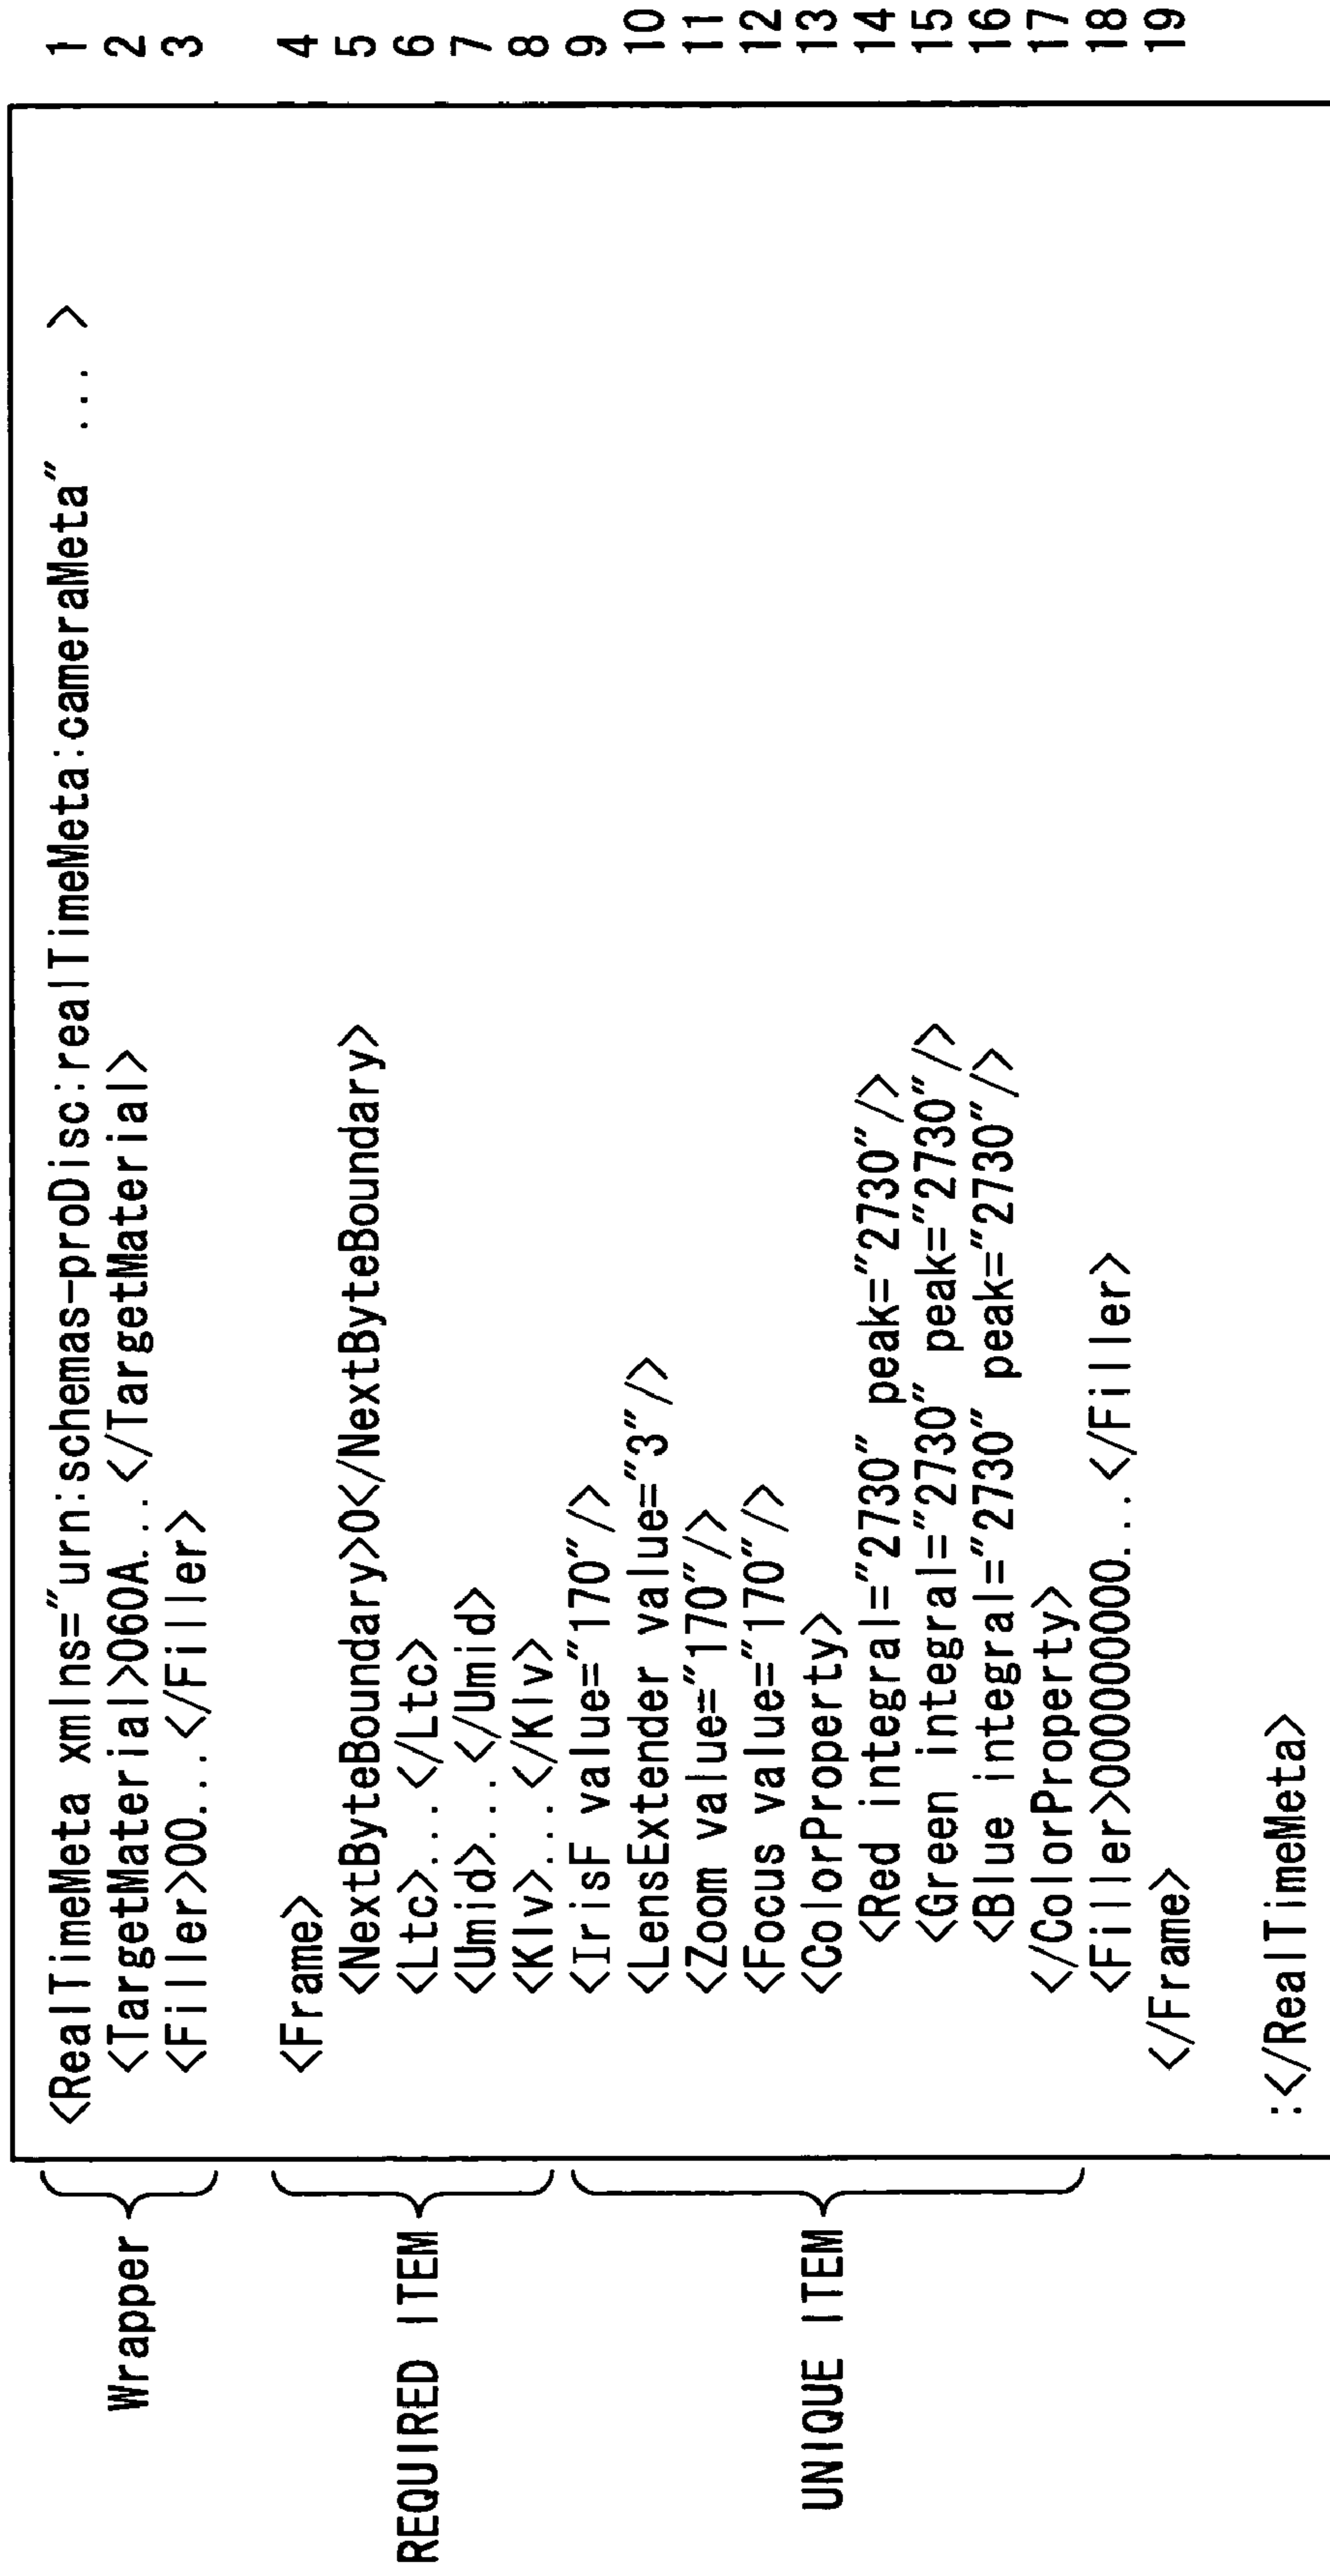 <RealTimeMeta xmlns="urn:schemas-proDisc:realTimeMeta:cameraMeta" ... > 1
<TargetMaterial>060A...</TargetMaterial> 2
<Filler>00...</Filler> 3
Wrapper
<Frame> 4
<NextByteBoundary>0</NextByteBoundary> 5
<Ltc>...</Ltc> 6
<Umid>...</Umid> 7
<Klv>...</Klv> 8
REQUIRED ITEM
<IrisF value="170"/> 9
<LensExtender value="3"/> 10
<Zoom value="170"/> 11
<Focus value="170"/> 12
<ColorProperty> 13
<Red integral="2730" peak="2730"/> 14
<Green integral="2730" peak="2730"/> 15
<Blue integral="2730" peak="2730"/> 16
</ColorProperty> 17
UNIQUE ITEM
<Filler>000000000...</Filler> 18
</Frame> 19
:</RealTimeMeta>